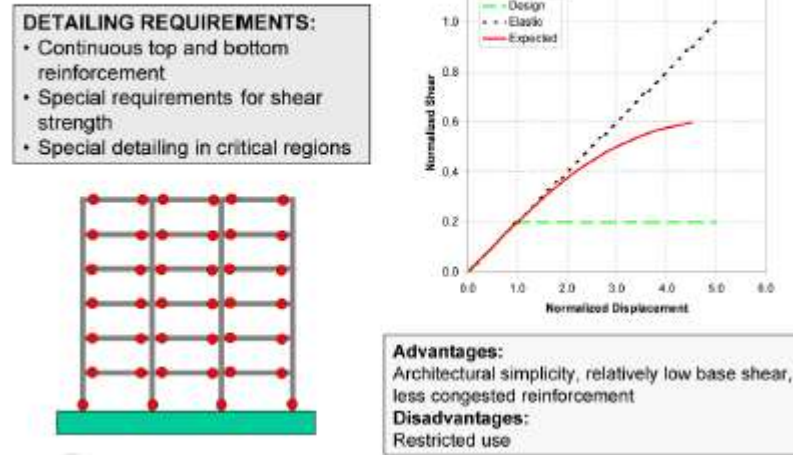 DETAILING REQUIREMENTS:
• Continuous top and bottom
reinforcement
• Special requirements for shear
strength
• Special detailing in critical regions
Design
Elastic
Expected
1.0
0.8
0.6
0.4
0.2
0.0
Normalized Shear
0.0 1.0 2.0 3.0 4.0 5.0 6.0
Normalized Displacement
Advantages:
Architectural simplicity, relatively low base shear,
less congested reinforcement
Disadvantages:
Restricted use